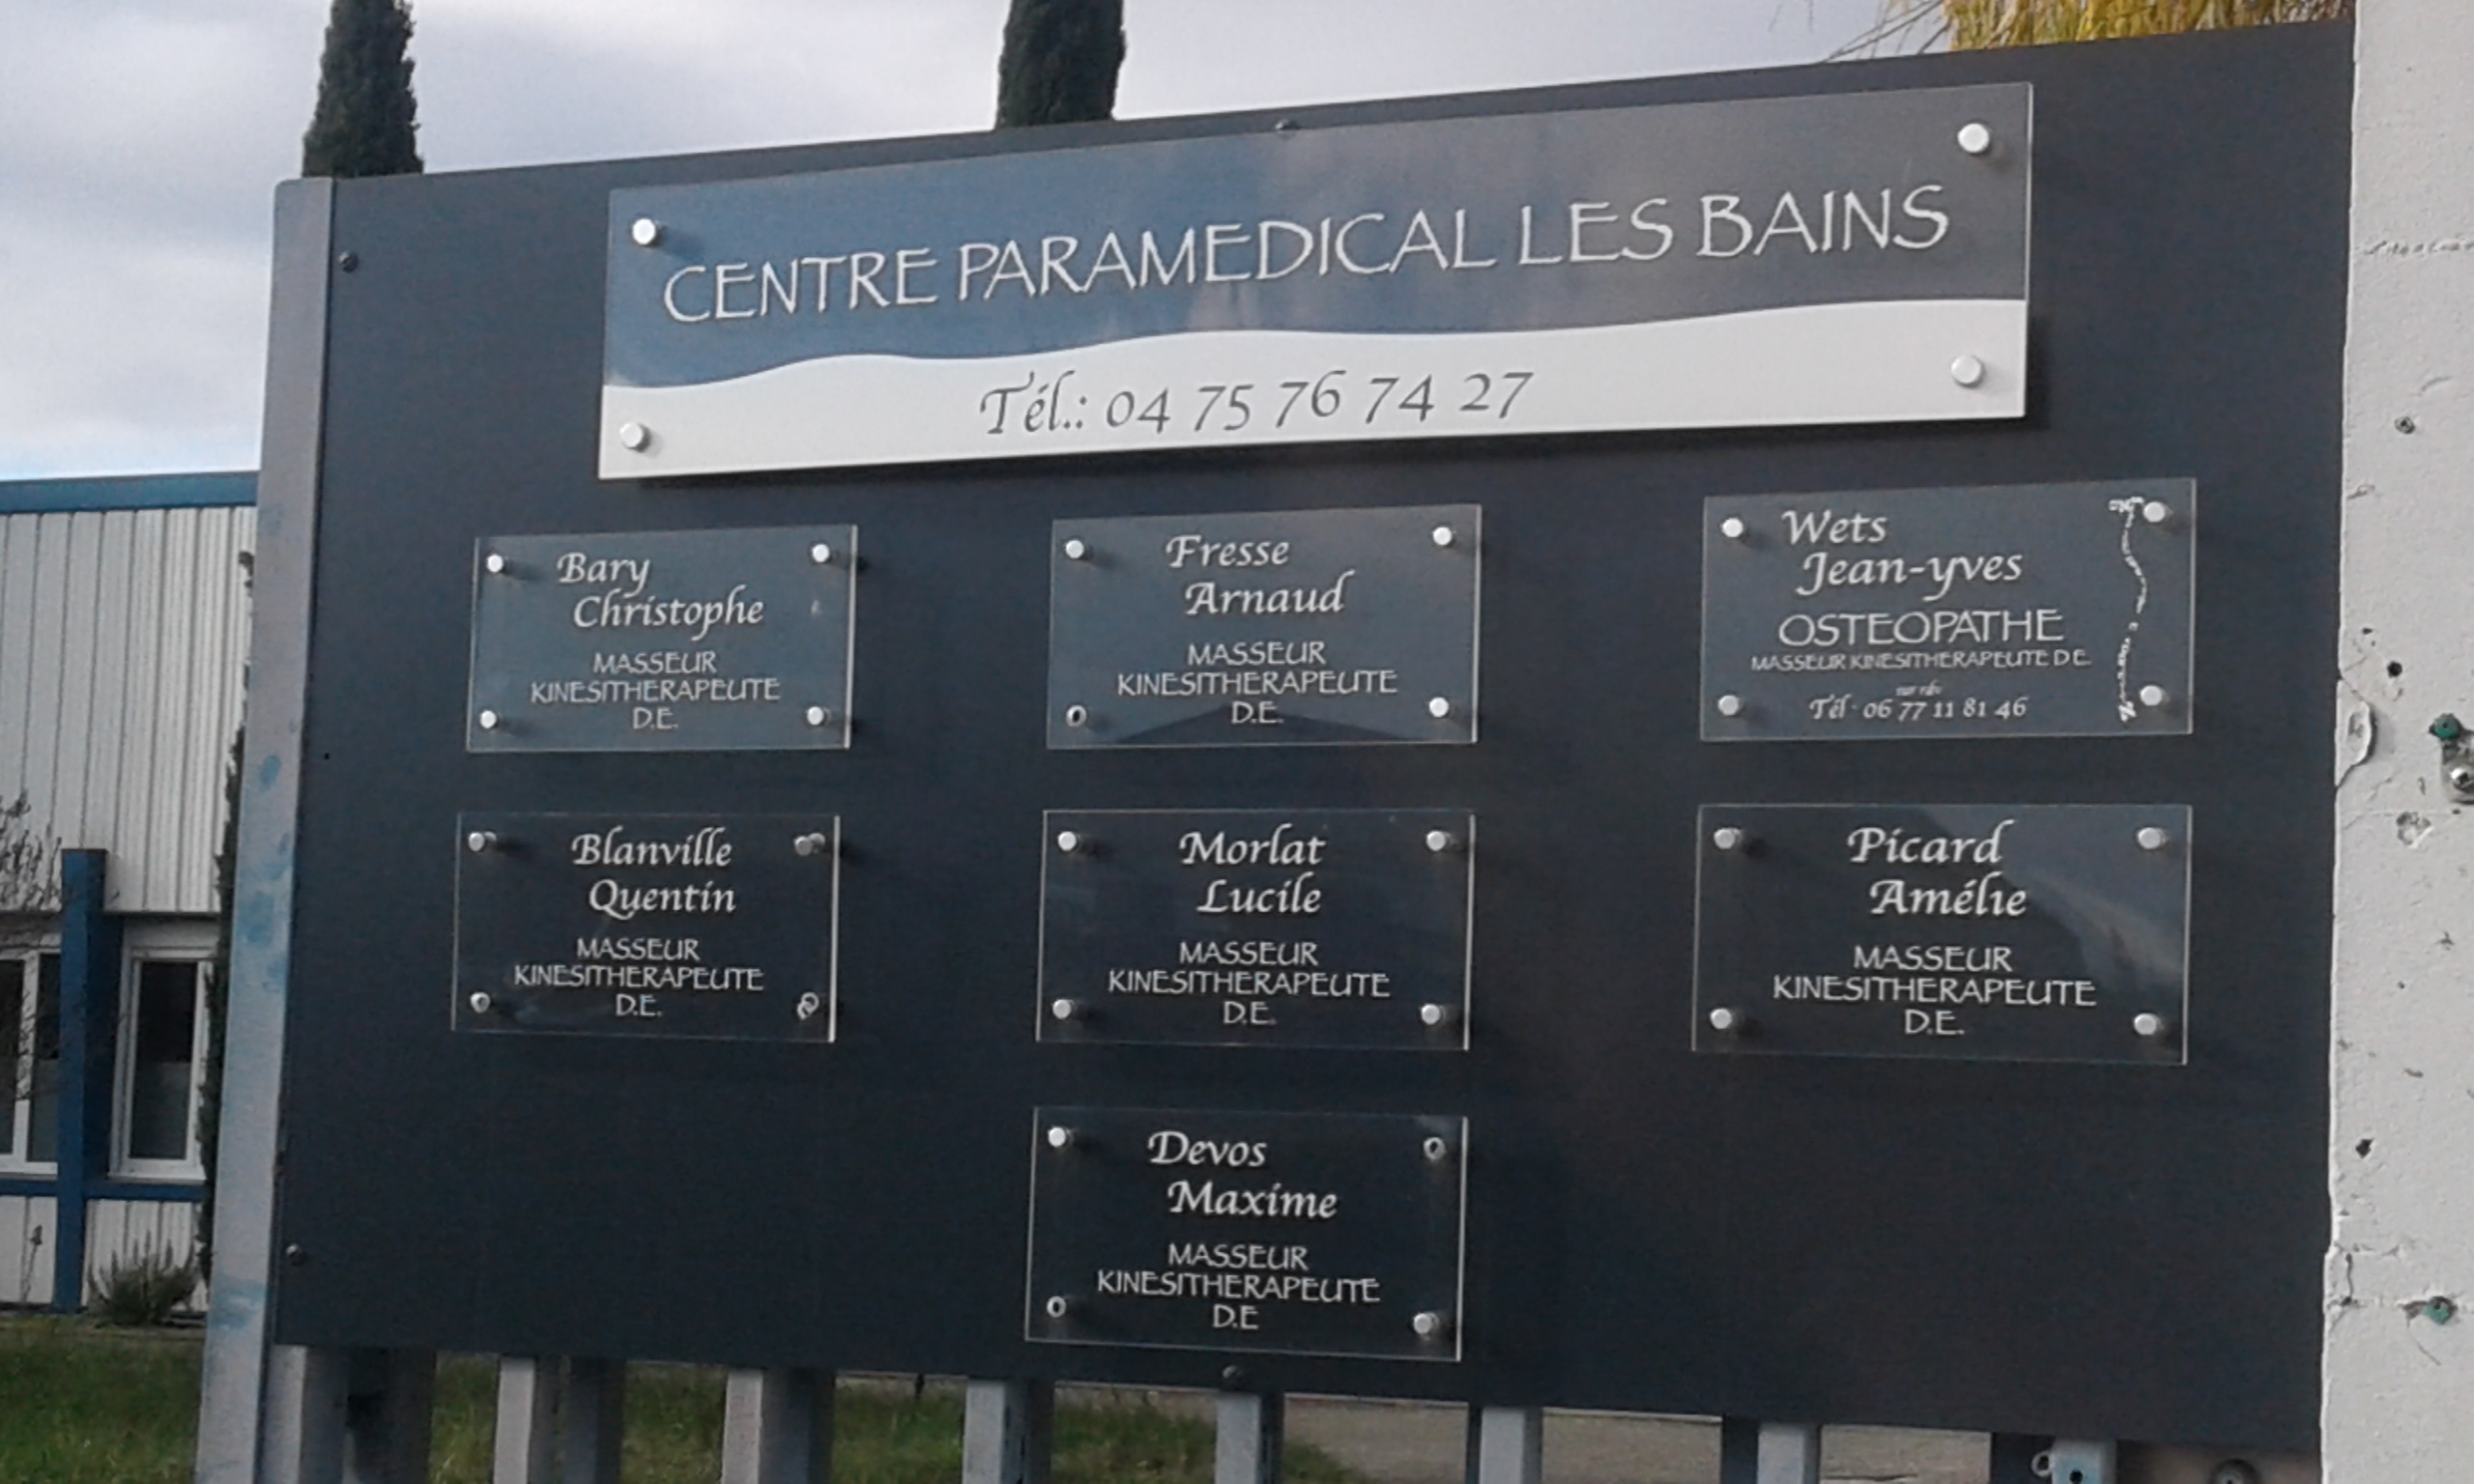 CENTRE PARAMEDICAL LES BAINS
Tél.: 04 75 76 74 27
Bary
Christophe
MASSEUR
KINESITHERAPEUTE
D.E.
Fresse
Arnaud
MASSEUR
KINESITHERAPEUTE
D.E.
Wets
Jean-yves
OSTEOPATHE
MASSEUR KINESITHERAPEUTE D E
sur rdv
Tél · 06 77 11 81 46
Blanville
Quentin
MASSEUR
KINESITHERAPEUTE
D.E.
Morlat
Lucile
MASSEUR
KINESITHERAPEUTE
D.E.
Picard
Amélie
MASSEUR
KINESITHERAPEUTE
D.E.
Devos
Maxime
MASSEUR
KINESITHERAPEUTE
D.E